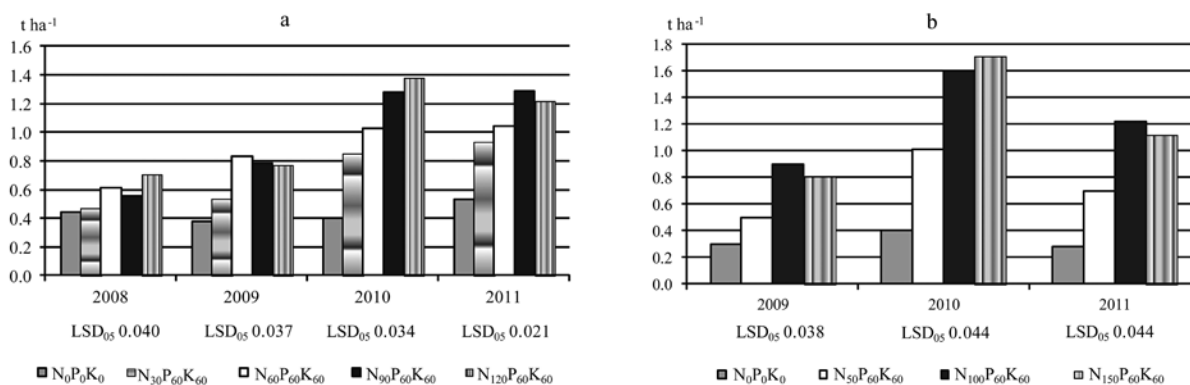 a
t ha⁻¹
1.6
1.4
1.2
1.0
0.8
0.6
0.4
0.2
0.0
2008 2009 2010 2011
LSD₀₅ 0.040 LSD₀₅ 0.037 LSD₀₅ 0.034 LSD₀₅ 0.021
N₀P₀K₀ N₃₀P₆₀K₆₀ N₆₀P₆₀K₆₀ N₉₀P₆₀K₆₀ N₁₂₀P₆₀K₆₀
b
t ha⁻¹
1.8
1.6
1.4
1.2
1.0
0.8
0.6
0.4
0.2
0.0
2009 2010 2011
LSD₀₅ 0.038 LSD₀₅ 0.044 LSD₀₅ 0.044
N₀P₀K₀ N₅₀P₆₀K₆₀ N₁₀₀P₆₀K₆₀ N₁₅₀P₆₀K₆₀